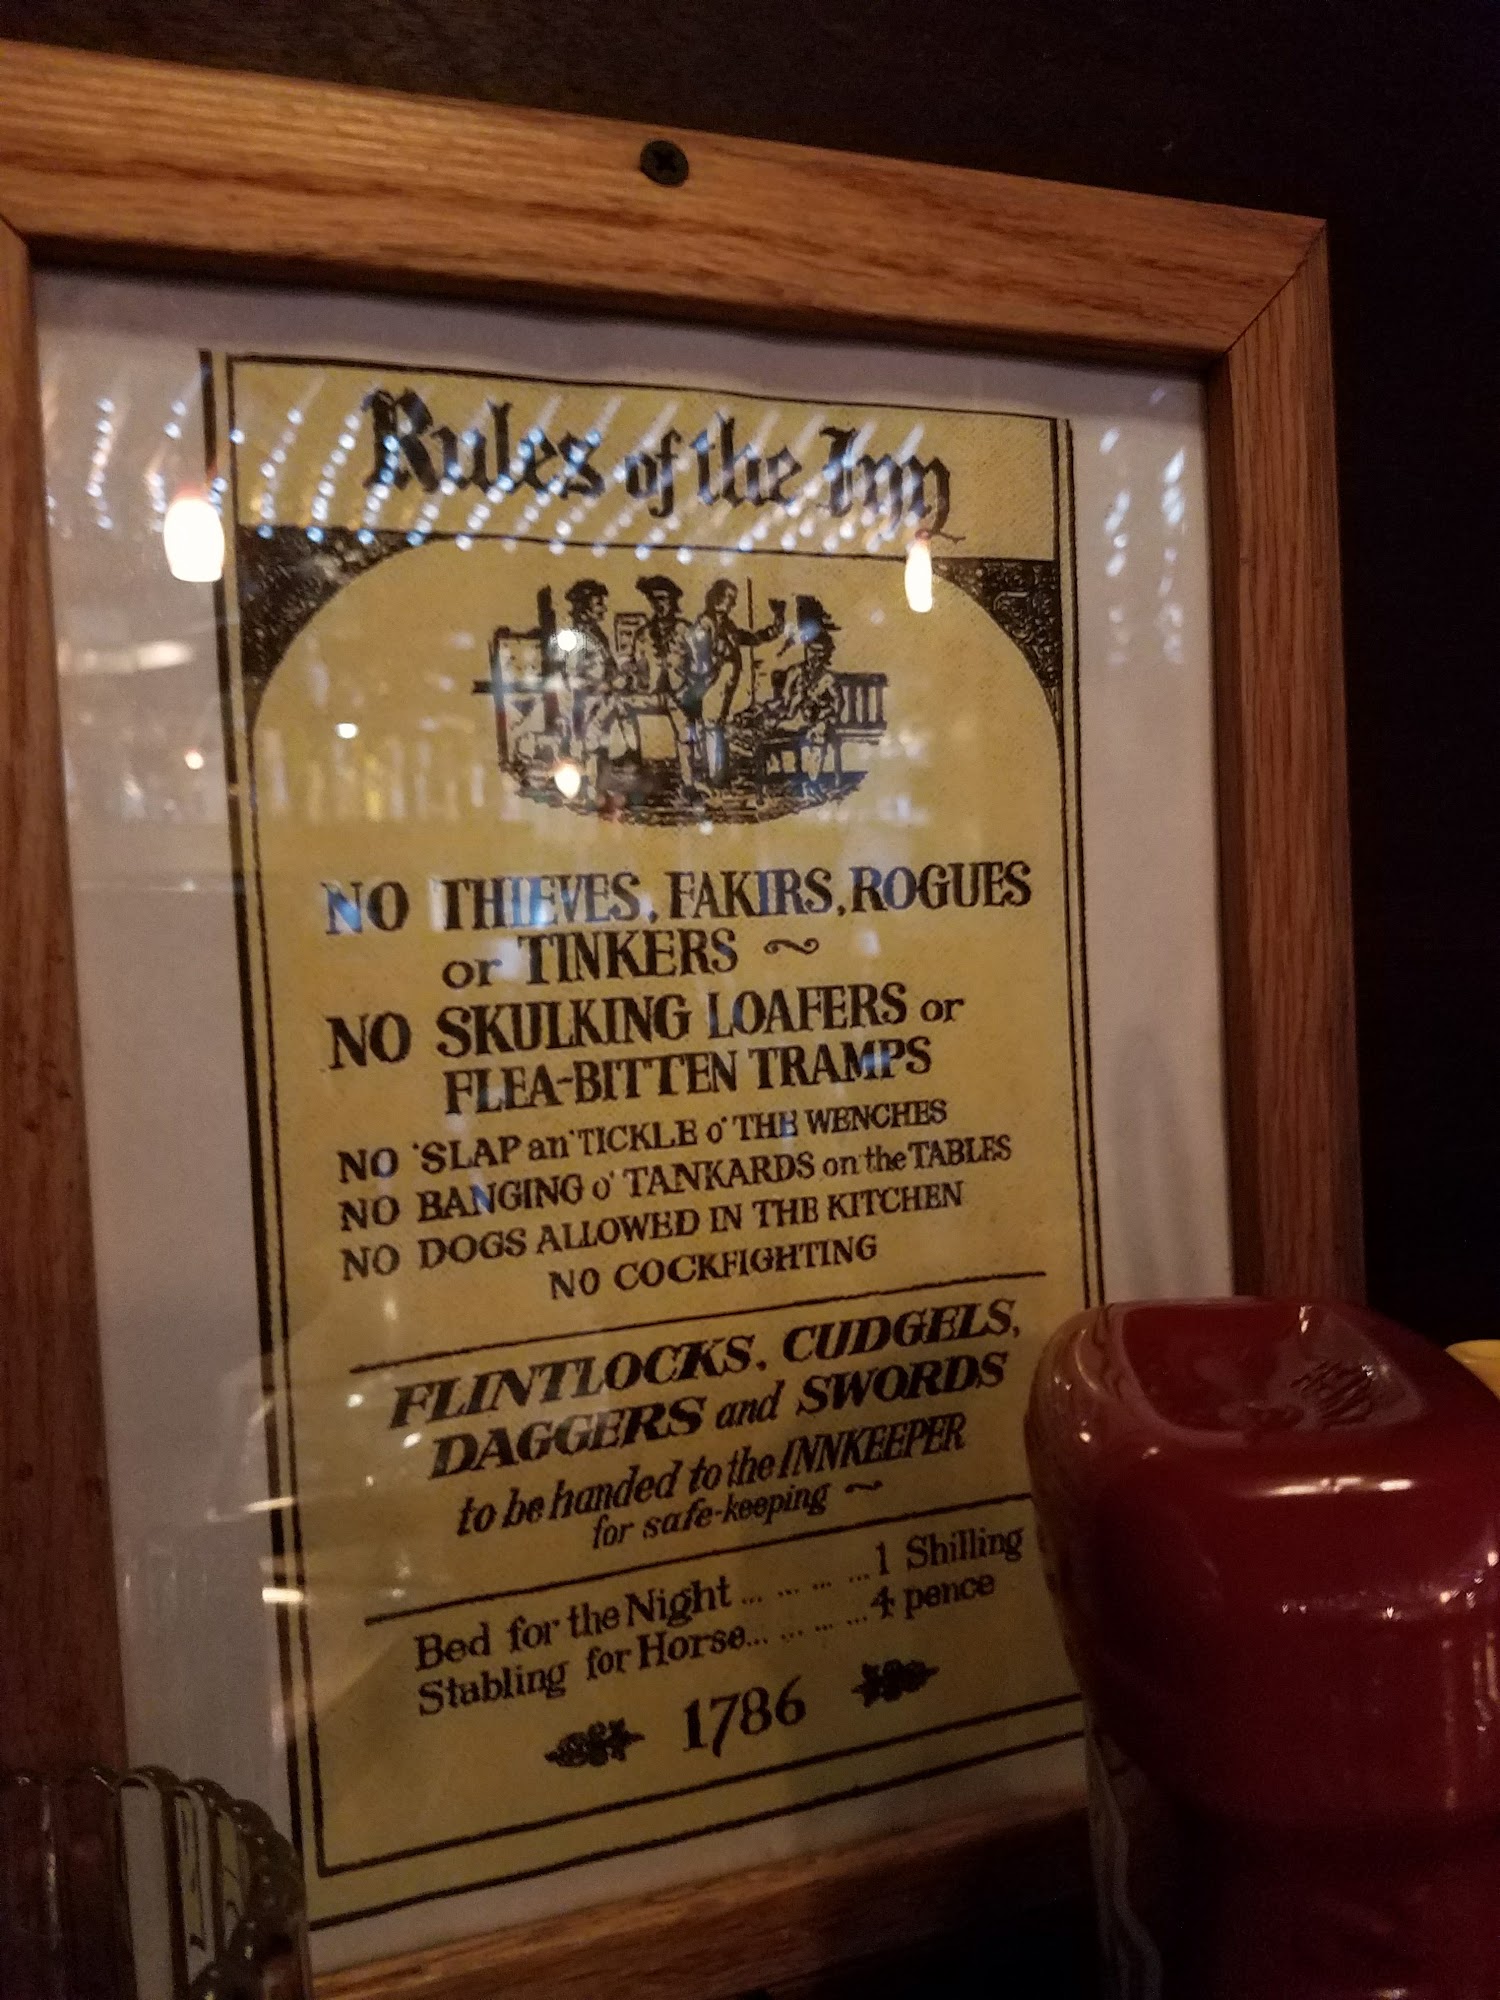 Rules of the Inn
NO THIEVES, FAKIRS, ROGUES
or TINKERS ~
NO SKULKING LOAFERS or
FLEA-BITTEN TRAMPS
NO 'SLAP an' TICKLE o' THE WENCHES
NO BANGING o' TANKARDS on the TABLES
NO DOGS ALLOWED IN THE KITCHEN
NO COCKFIGHTING
FLINTLOCKS, CUDGELS,
DAGGERS and SWORDS
to be handed to the INNKEEPER
for safe-keeping ~
Bed for the Night ... ... ... ... 1 Shilling
Stabling for Horse... ... ... ... 4 pence
1786
HEINZ